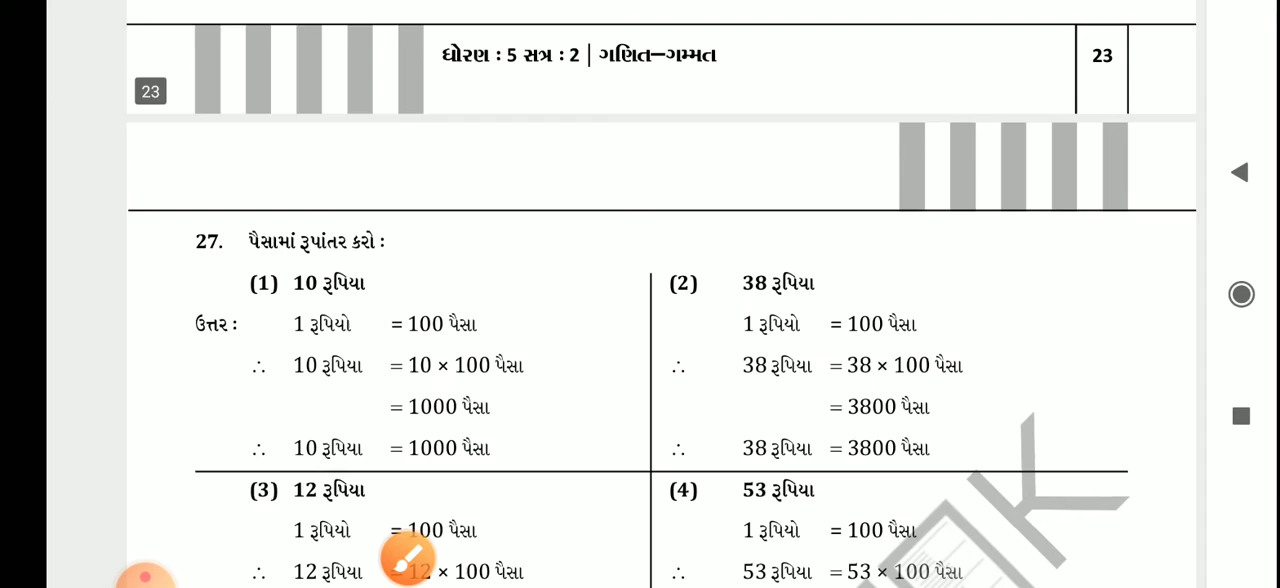 ધોરણ : 5 સત્ર : 2 | ગણિત–ગમ્મત 23
23
27. પૈસામાં રૂપાંતર કરો :
(1) 10 રૂપિયા (2) 38 રૂપિયા
ઉત્તર : 1 રૂપિયો = 100 પૈસા 1 રૂપિયો = 100 પૈસા
∴ 10 રૂપિયા = 10 × 100 પૈસા ∴ 38 રૂપિયા = 38 × 100 પૈસા
= 1000 પૈસા = 3800 પૈસા
∴ 10 રૂપિયા = 1000 પૈસા ∴ 38 રૂપિયા = 3800 પૈસા
(3) 12 રૂપિયા (4) 53 રૂપિયા
1 રૂપિયો = 100 પૈસા 1 રૂપિયો = 100 પૈસા
∴ 12 રૂપિયા = 12 × 100 પૈસા ∴ 53 રૂપિયા = 53 × 100 પૈસા
K